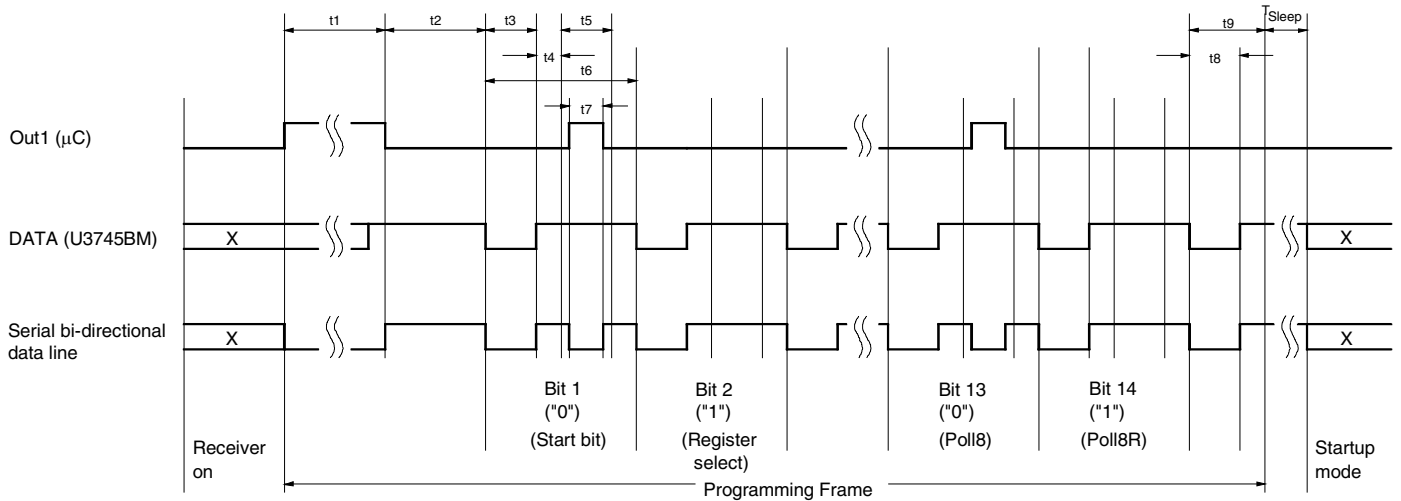 t1
t2
t3
t5
t9
T Sleep
t4
t8
t6
t7
Out1 (μC)
DATA (U3745BM)
X
X
Serial bi-directional
data line
X
X
Bit 1
("0")
(Start bit)
Bit 2
("1")
(Register
select)
Bit 13
("0")
(Poll8)
Bit 14
("1")
(Poll8R)
Receiver
on
Startup
mode
Programming Frame